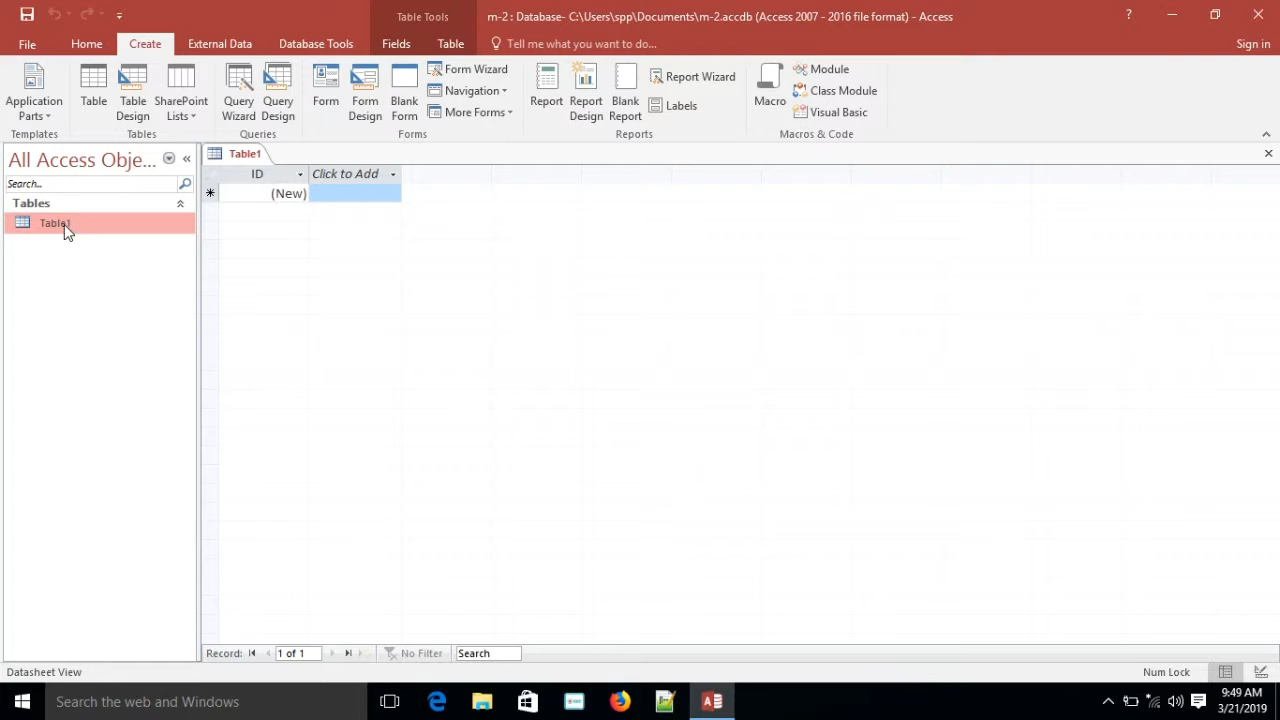 Table Tools
m-2 : Database- C:\Users\spp\Documents\m-2.accdb (Access 2007 - 2016 file format) - Access
?
File
Home
Create
External Data
Database Tools
Fields
Table
Tell me what you want to do...
Sign in
Application Parts
Table
Table Design
SharePoint Lists
Query Wizard
Query Design
Form
Form Design
Blank Form
Form Wizard
Navigation
More Forms
Report
Report Design
Blank Report
Report Wizard
Labels
Macro
Module
Class Module
Visual Basic
Templates
Tables
Queries
Forms
Reports
Macros & Code
All Access Obje...
Search...
Tables
Table1
Table1
ID
Click to Add
(New)
Record:
1 of 1
No Filter
Search
Datasheet View
Num Lock
Search the web and Windows
9:49 AM
3/21/2019